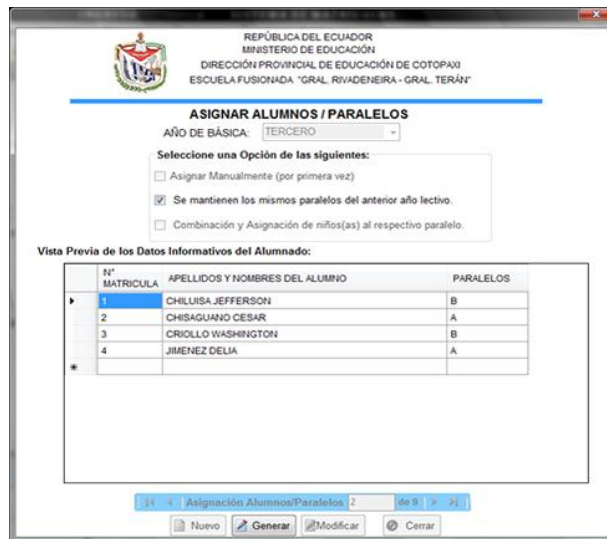 REPÚBLICA DEL ECUADOR
MINISTERIO DE EDUCACIÓN
DIRECCIÓN PROVINCIAL DE EDUCACIÓN DE COTOPAXI
ESCUELA FUSIONADA "GRAL. RIVADENEIRA - GRAL. TERÁN"
ASIGNAR ALUMNOS / PARALELOS
AÑO DE BÁSICA: TERCERO
Seleccione una Opción de las siguientes:
Asignar Manualmente (por primera vez)
Se mantienen los mismos paralelos del anterior año lectivo.
Combinación y Asignación de niños(as) al respectivo paralelo.
Vista Previa de los Datos Informativos del Alumnado:
N° MATRICULA APELLIDOS Y NOMBRES DEL ALUMNO PARALELOS
1 CHILUISA JEFFERSON B
2 CHISAGUANO CESAR A
3 CRIOLLO WASHINGTON B
4 JIMENEZ DELIA A
Asignación Alumnos/Paralelos 2 de 9
Nuevo Generar Modificar Cerrar